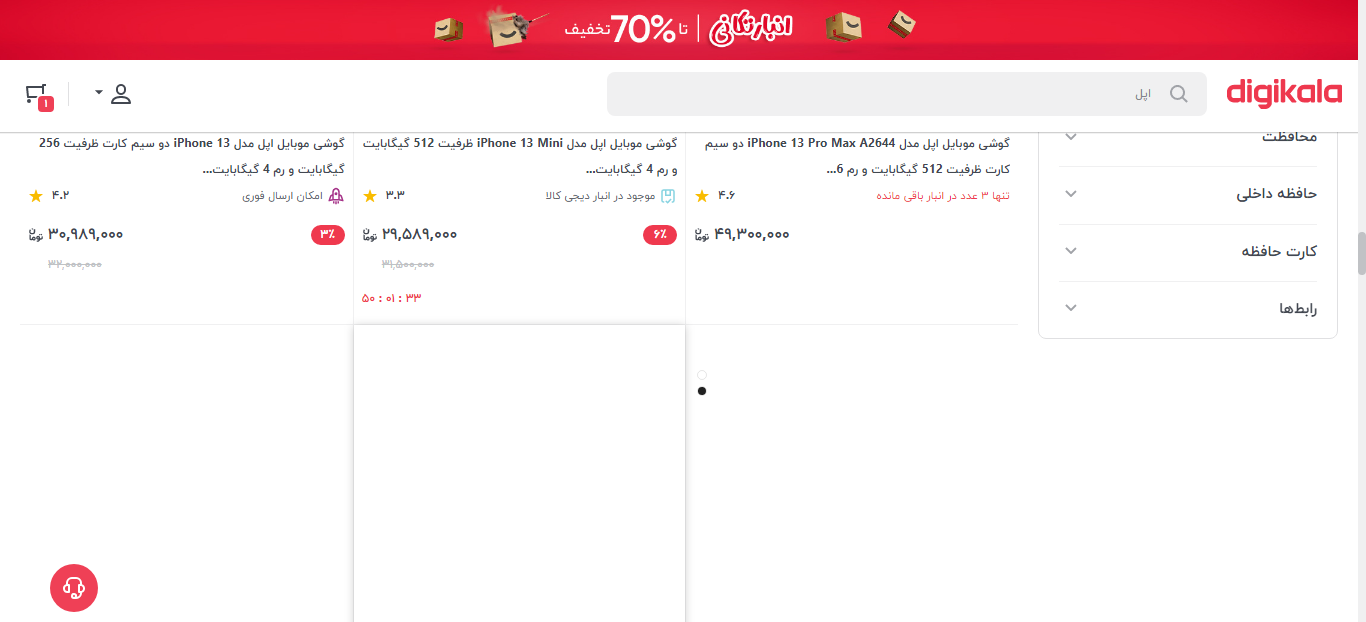 انبارتکانی | تا 70% تخفیف
digikala
اپل
۱
محافظت
حافظه داخلی
کارت حافظه
رابط‌ها
گوشی موبایل اپل مدل iPhone 13 Pro Max A2644 دو سیم
کارت ظرفیت 512 گیگابایت و رم 6...
تنها ۳ عدد در انبار باقی مانده
۴.۶
۴۹,۳۰۰,۰۰۰ تومان
گوشی موبایل اپل مدل iPhone 13 Mini ظرفیت 512 گیگابایت
و رم 4 گیگابایت...
موجود در انبار دیجی کالا
۳.۳
۶٪
۲۹,۵۸۹,۰۰۰ تومان
۳۱,۵۰۰,۰۰۰
۵۰ : ۰۱ : ۳۳
گوشی موبایل اپل مدل iPhone 13 دو سیم‌ کارت ظرفیت 256
گیگابایت و رم 4 گیگابایت...
امکان ارسال فوری
۴.۲
۳٪
۳۰,۹۸۹,۰۰۰ تومان
۳۲,۰۰۰,۰۰۰